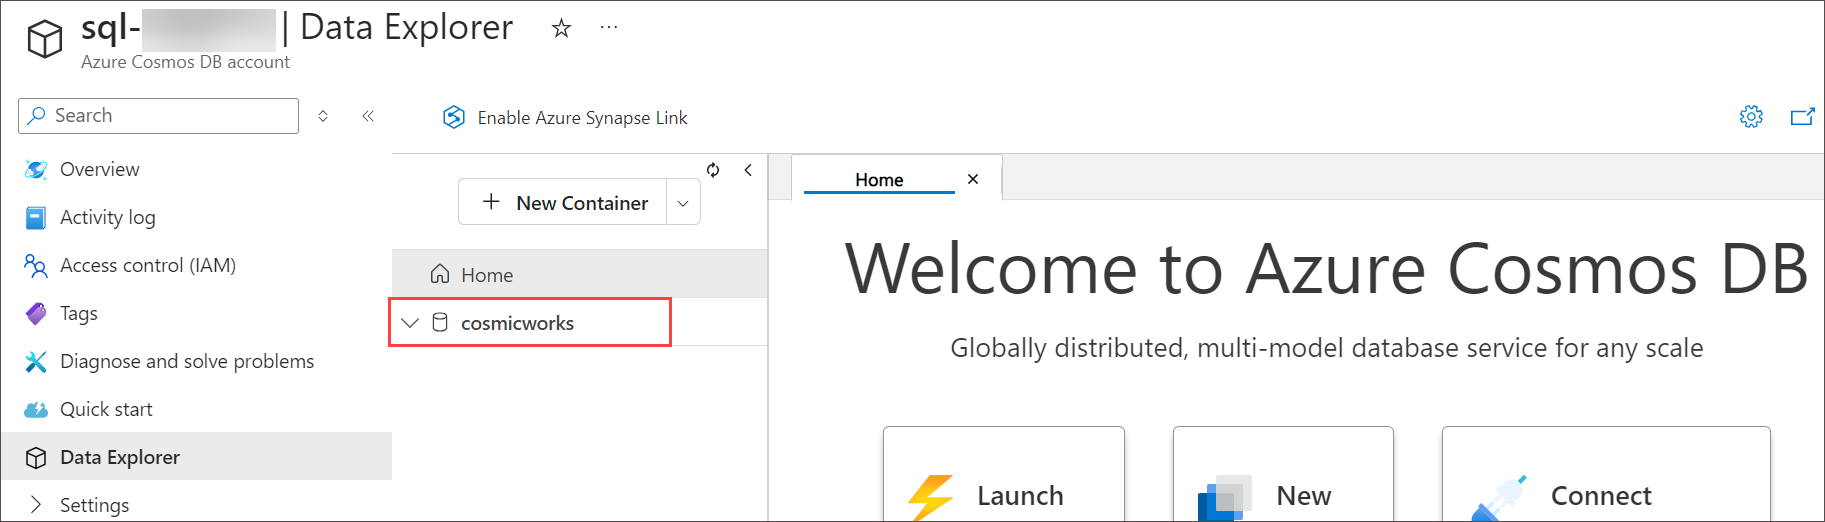 sql- | Data Explorer ☆ ...
Azure Cosmos DB account
Search
Enable Azure Synapse Link
Overview
Activity log
Access control (IAM)
Tags
Diagnose and solve problems
Quick start
Data Explorer
Settings
+ New Container
Home
cosmicworks
Home
Welcome to Azure Cosmos DB
Globally distributed, multi-model database service for any scale
Launch
New
Connect